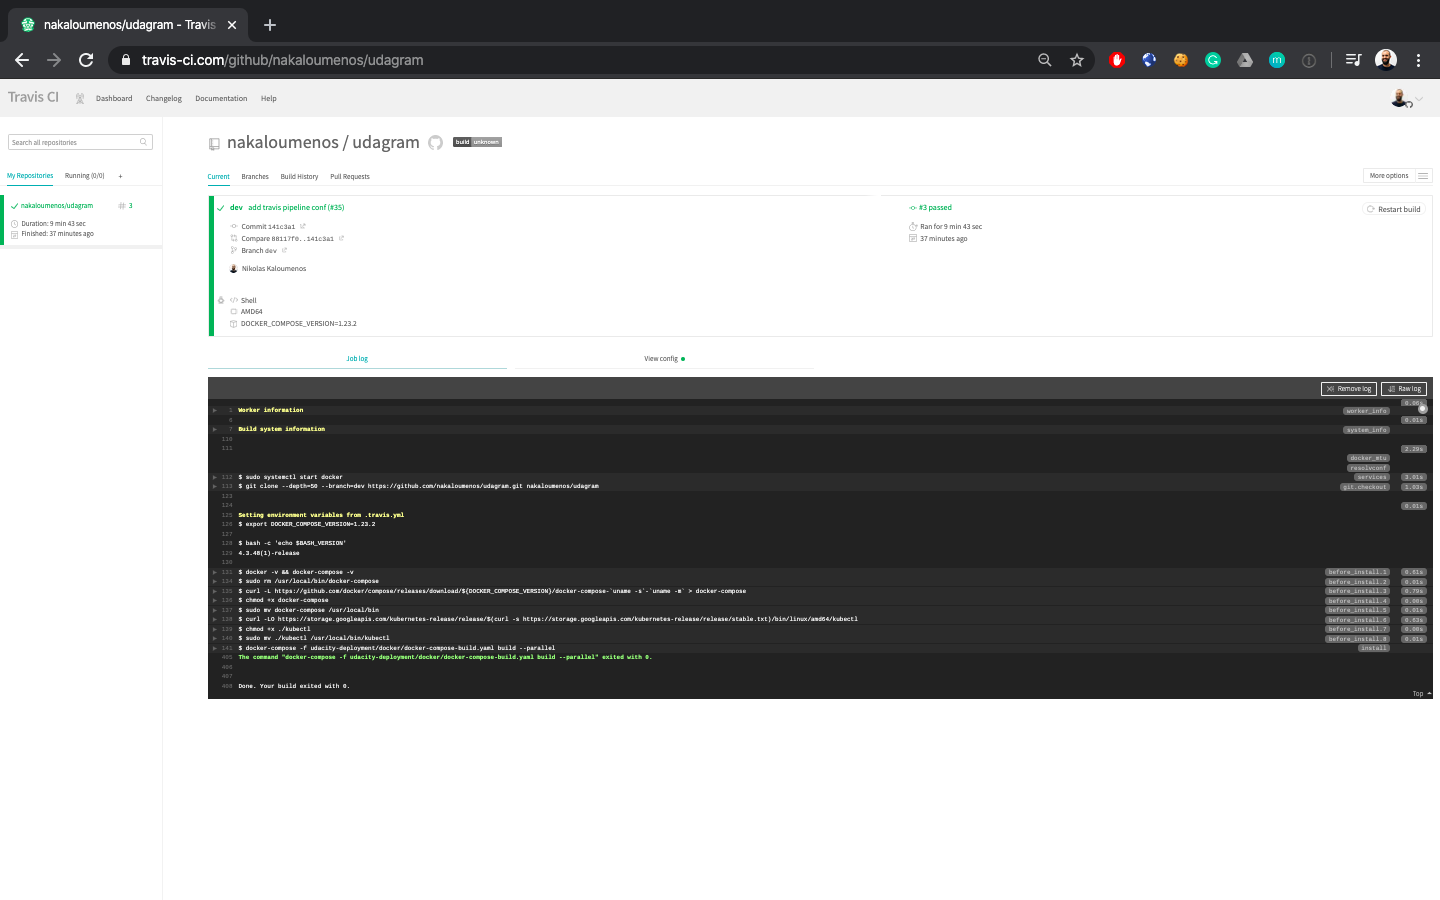 nakaloumenos/udagram - Travis
travis-ci.com/github/nakaloumenos/udagram
Travis CI
Dashboard
Changelog
Documentation
Help
Search all repositories
My Repositories
Running (0/0)
+
nakaloumenos/udagram
# 3
Duration: 9 min 43 sec
Finished: 37 minutes ago
nakaloumenos / udagram
build unknown
Current
Branches
Build History
Pull Requests
More options
dev add travis pipeline conf (#35)
Commit 141c3a1
Compare 08117f0..141c3a1
Branch dev
Nikolas Kaloumenos
Shell
AMD64
DOCKER_COMPOSE_VERSION=1.23.2
#3 passed
Ran for 9 min 43 sec
37 minutes ago
Restart build
Job log
View config
Remove log
Raw log
1 Worker information worker_info
6 0.01s
7 Build system information system_info
110
111
2.29s
docker_mtu
resolvconf
112 $ sudo systemctl start docker services 3.01s
113 $ git clone --depth=50 --branch=dev https://github.com/nakaloumenos/udagram.git nakaloumenos/udagram git.checkout 1.03s
123
124
0.01s
125 Setting environment variables from .travis.yml
126 $ export DOCKER_COMPOSE_VERSION=1.23.2
127
128 $ bash -c 'echo $BASH_VERSION'
129 4.3.48(1)-release
130
131 $ docker -v && docker-compose -v before_install.1 0.01s
134 $ sudo rm /usr/local/bin/docker-compose before_install.2 0.01s
135 $ curl -L https://github.com/docker/compose/releases/download/${DOCKER_COMPOSE_VERSION}/docker-compose-`uname -s`-`uname -m` > docker-compose before_install.3 0.79s
136 $ chmod +x docker-compose before_install.4 0.00s
137 $ sudo mv docker-compose /usr/local/bin before_install.5 0.01s
138 $ curl -LO https://storage.googleapis.com/kubernetes-release/release/$(curl -s https://storage.googleapis.com/kubernetes-release/release/stable.txt)/bin/linux/amd64/kubectl before_install.6
139 $ chmod +x ./kubectl before_install.7 0.00s
140 $ sudo mv ./kubectl /usr/local/bin/kubectl before_install.8 0.01s
141 $ docker-compose -f udacity-deployment/docker/docker-compose-build.yaml build --parallel install
405 The command "docker-compose -f udacity-deployment/docker/docker-compose-build.yaml build --parallel" exited with 0.
406
407
408 Done. Your build exited with 0.
Top